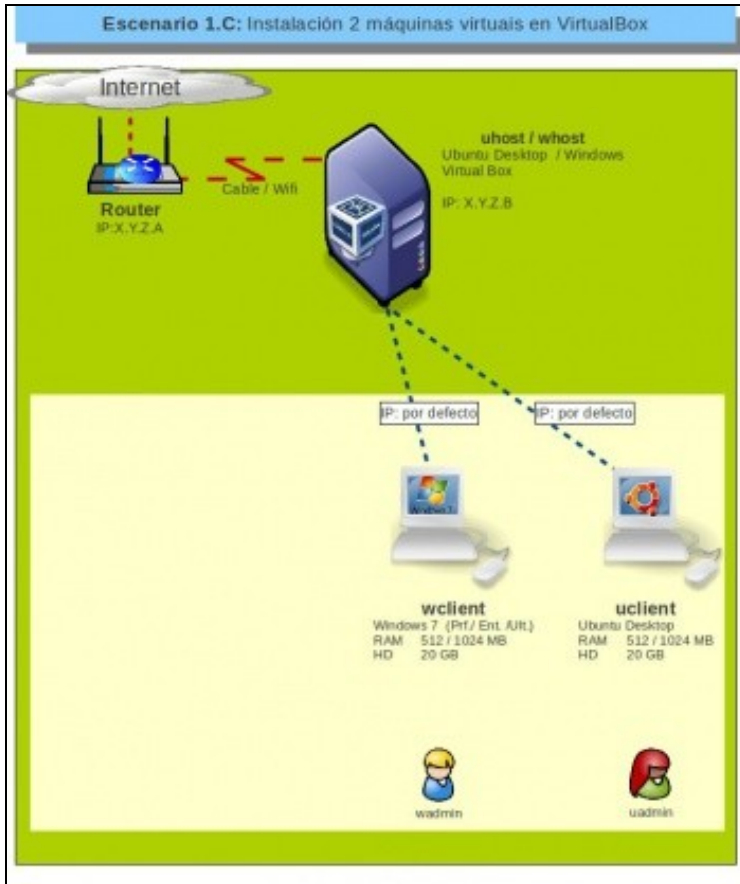 Escenario 1.C: Instalación 2 máquinas virtuais en VirtualBox
Internet
Router
IP:X.Y.Z.A
Cable / Wifi
uhost / whost
Ubuntu Desktop / Windows
Virtual Box
IP: X.Y.Z.B
IP: por defecto
IP: por defecto
Windows 7
wclient
Windows 7 (Prf./ Ent. /Ult.)
RAM 512 / 1024 MB
HD 20 GB
uclient
Ubuntu Desktop
RAM 512 / 1024 MB
HD 20 GB
wadmin
uadmin